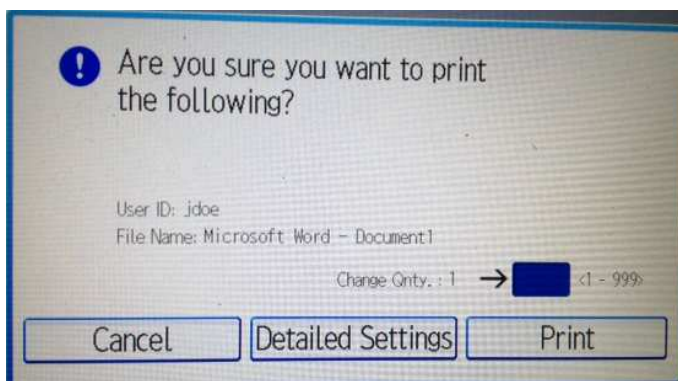 Are you sure you want to print
the following?
User ID: jdoe
File Name: Microsoft Word - Document1
Change Qnty. : 1 → <1 - 999>
Cancel Detailed Settings Print